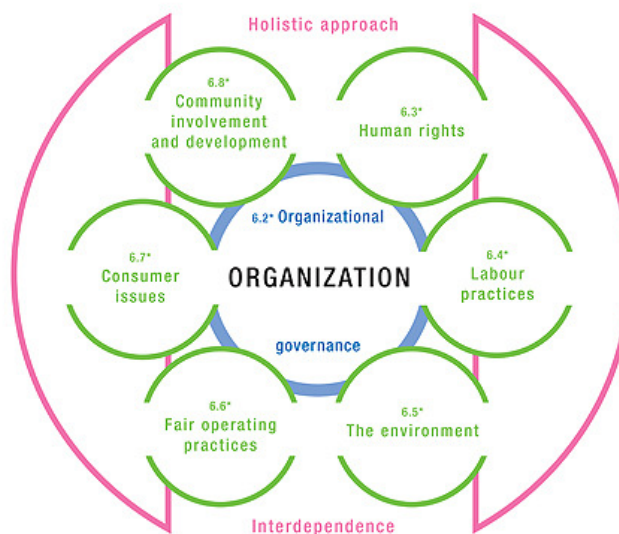 Holistic approach
6.8*
Community
involvement
and development
6.3*
Human rights
6.2* Organizational
6.7*
Consumer
issues
ORGANIZATION
6.4*
Labour
practices
governance
6.6*
Fair operating
practices
6.5*
The environment
Interdependence